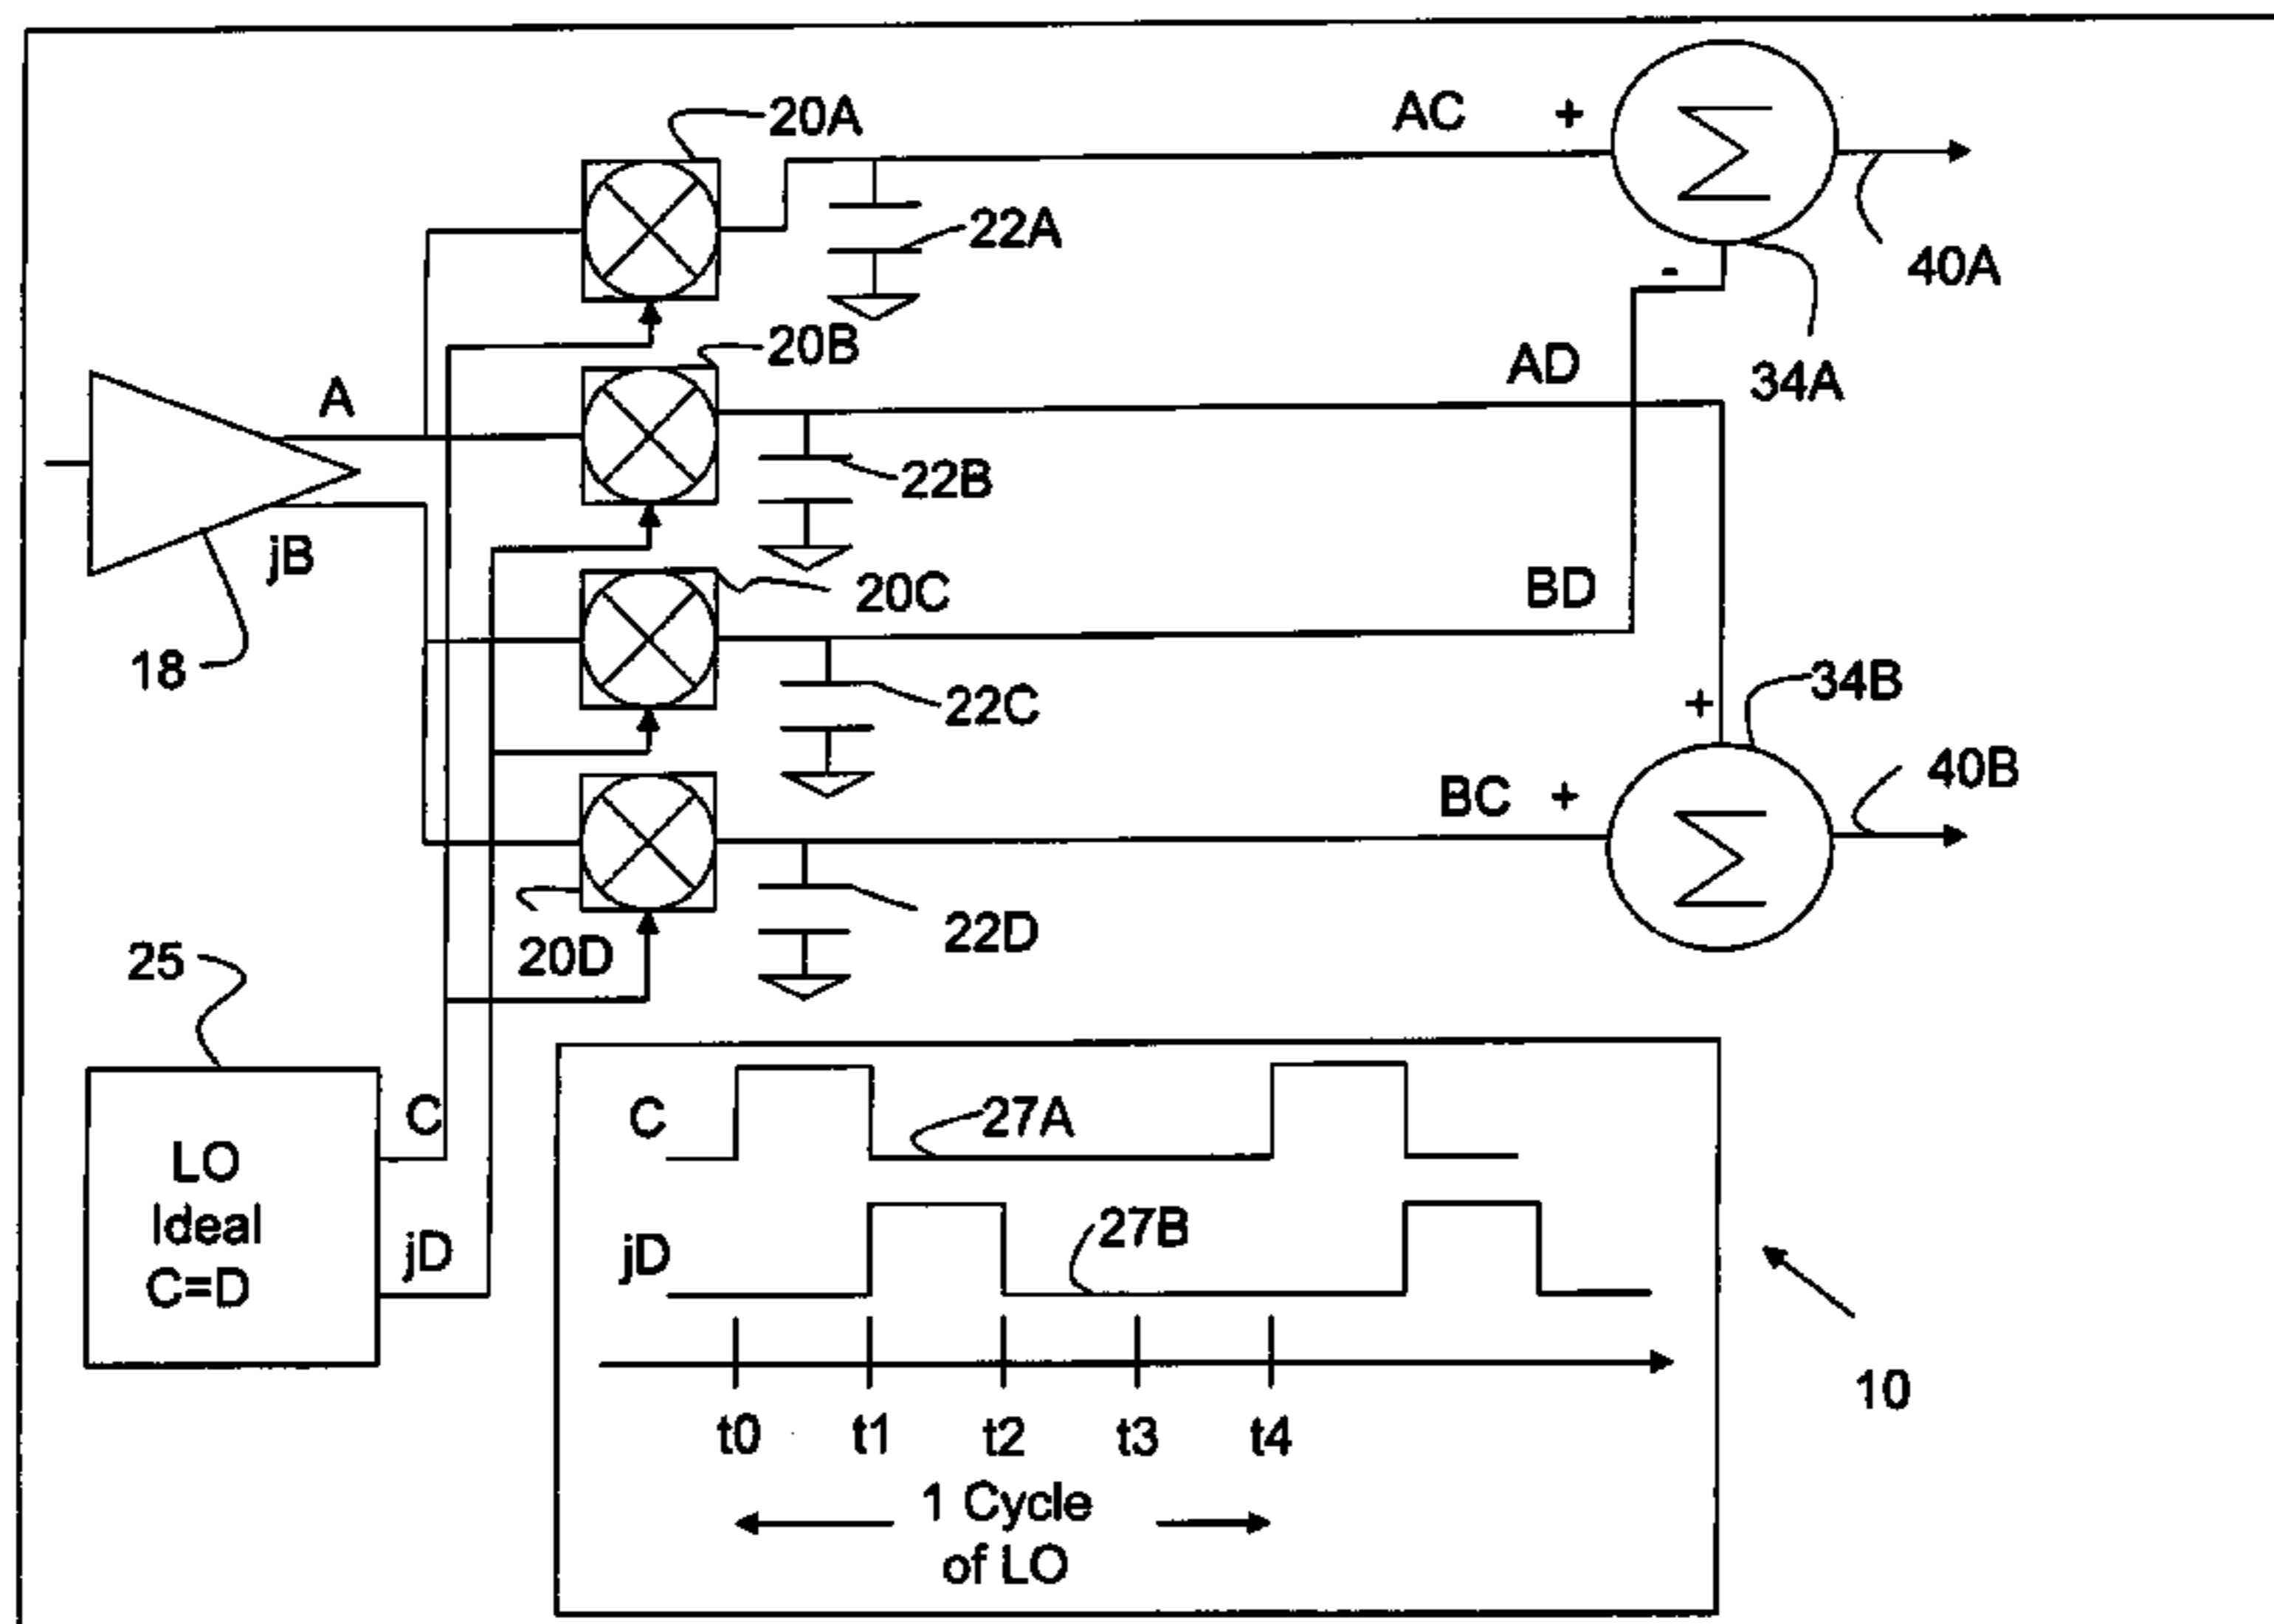 20A
AC +
Σ
22A
40A
-
20B
A
AD
34A
22B
jB
20C
BD
18
22C
34B
+
40B
BC +
Σ
20D
22D
25
C
LO
Ideal
C=D
jD
C
27A
jD
27B
10
t0 t1 t2 t3 t4
1 Cycle
of LO